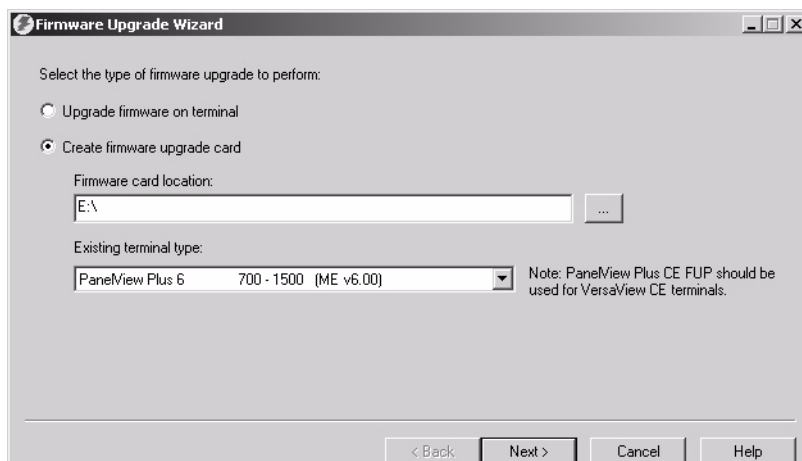 Firmware Upgrade Wizard
Select the type of firmware upgrade to perform:
Upgrade firmware on terminal
Create firmware upgrade card
Firmware card location:
E:\
...
Existing terminal type:
PanelView Plus 6 700 - 1500 (ME v6.00)
Note: PanelView Plus CE FUP should be
used for VersaView CE terminals.
< Back
Next >
Cancel
Help